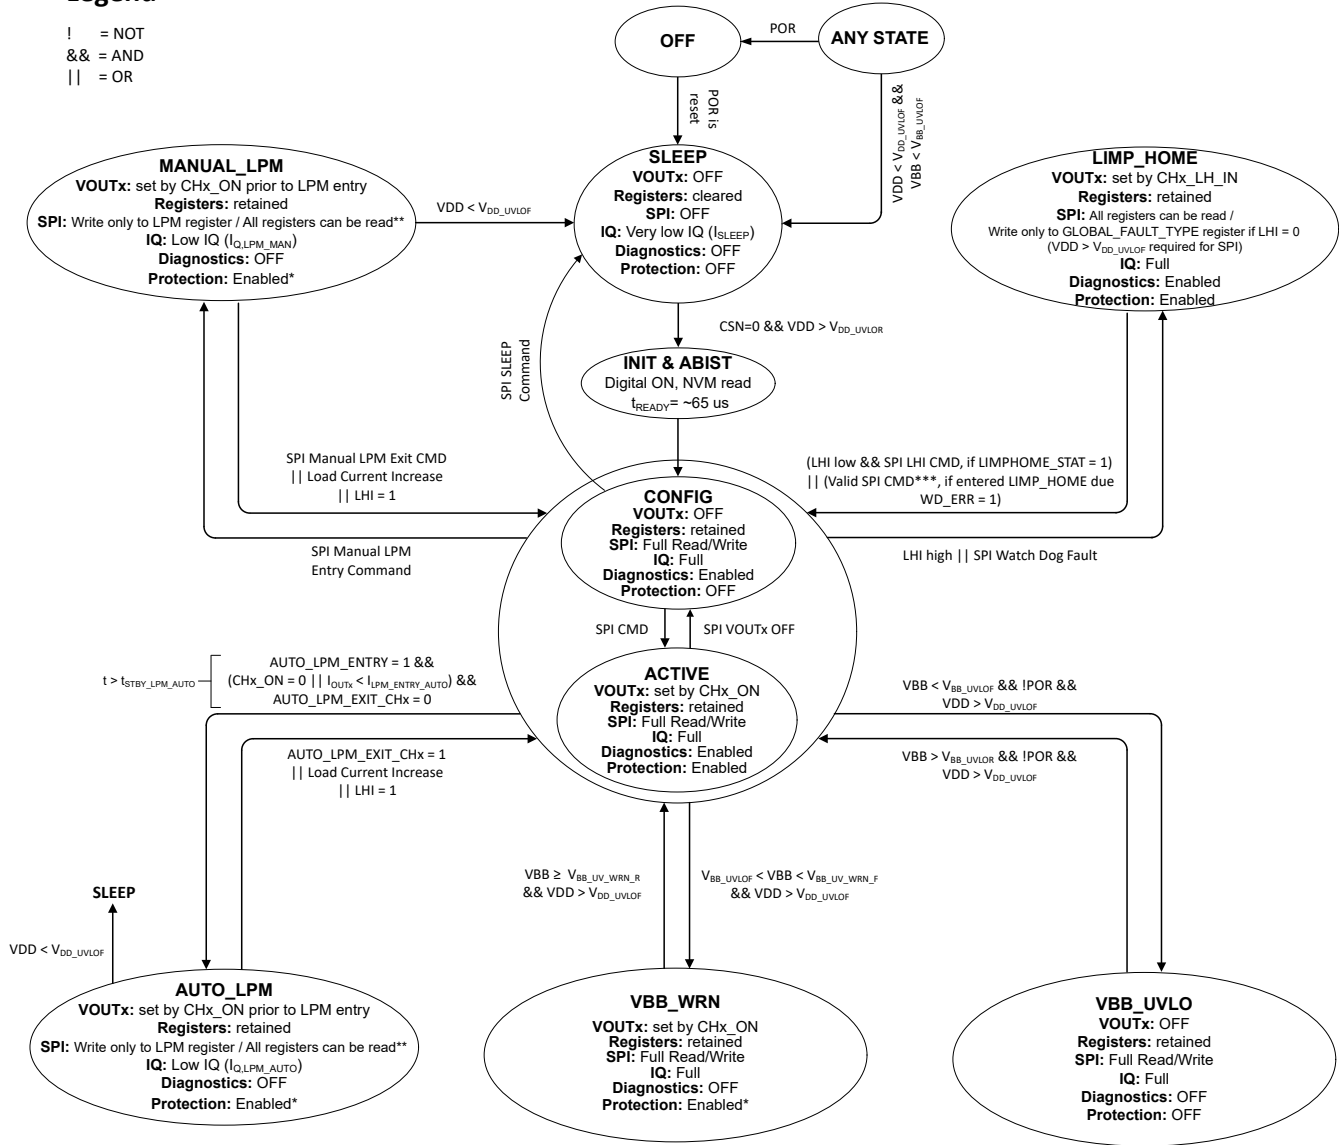 Legend
! = NOT
&& = AND
|| = OR
OFF
POR
ANY STATE
POR is
reset
VDD < VDD_UVLOF &&
VBB < VBB_UVLOF
MANUAL_LPM
VOUTx: set by CHx_ON prior to LPM entry
Registers: retained
SPI: Write only to LPM register / All registers can be read**
IQ: Low IQ (IQ,LPM_MAN)
Diagnostics: OFF
Protection: Enabled*
VDD < VDD_UVLOF
SLEEP
VOUTx: OFF
Registers: cleared
SPI: OFF
IQ: Very low IQ (ISLEEP)
Diagnostics: OFF
Protection: OFF
LIMP_HOME
VOUTx: set by CHx_LH_IN
Registers: retained
SPI: All registers can be read /
Write only to GLOBAL_FAULT_TYPE register if LHI = 0
(VDD > VDD_UVLOF required for SPI)
IQ: Full
Diagnostics: Enabled
Protection: Enabled
CSN=0 && VDD > VDD_UVLOR
SPI SLEEP
Command
INIT & ABIST
Digital ON, NVM read
tREADY= ~65 us
SPI Manual LPM Exit CMD
|| Load Current Increase
|| LHI = 1
SPI Manual LPM
Entry Command
(LHI low && SPI LHI CMD, if LIMPHOME_STAT = 1)
|| (Valid SPI CMD***, if entered LIMP_HOME due
WD_ERR = 1)
LHI high || SPI Watch Dog Fault
CONFIG
VOUTx: OFF
Registers: retained
SPI: Full Read/Write
IQ: Full
Diagnostics: Enabled
Protection: OFF
SPI CMD
SPI VOUTx OFF
ACTIVE
VOUTx: set by CHx_ON
Registers: retained
SPI: Full Read/Write
IQ: Full
Diagnostics: Enabled
Protection: Enabled
t > tSTBY_LPM_AUTO
AUTO_LPM_ENTRY = 1 &&
(CHx_ON = 0 || IOUTx < ILPM_ENTRY_AUTO) &&
AUTO_LPM_EXIT_CHx = 0
AUTO_LPM_EXIT_CHx = 1
|| Load Current Increase
|| LHI = 1
VBB < VBB_UVLOF && !POR &&
VDD > VDD_UVLOF
VBB > VBB_UVLOR && !POR &&
VDD > VDD_UVLOF
VBB ≥ VBB_UV_WRN_R
&& VDD > VDD_UVLOF
VBB_UVLOF < VBB < VBB_UV_WRN_F
&& VDD > VDD_UVLOF
SLEEP
VDD < VDD_UVLOF
AUTO_LPM
VOUTx: set by CHx_ON prior to LPM entry
Registers: retained
SPI: Write only to LPM register / All registers can be read**
IQ: Low IQ (IQ,LPM_AUTO)
Diagnostics: OFF
Protection: Enabled*
VBB_WRN
VOUTx: set by CHx_ON
Registers: retained
SPI: Full Read/Write
IQ: Full
Diagnostics: OFF
Protection: Enabled*
VBB_UVLO
VOUTx: OFF
Registers: retained
SPI: Full Read/Write
IQ: Full
Diagnostics: OFF
Protection: OFF